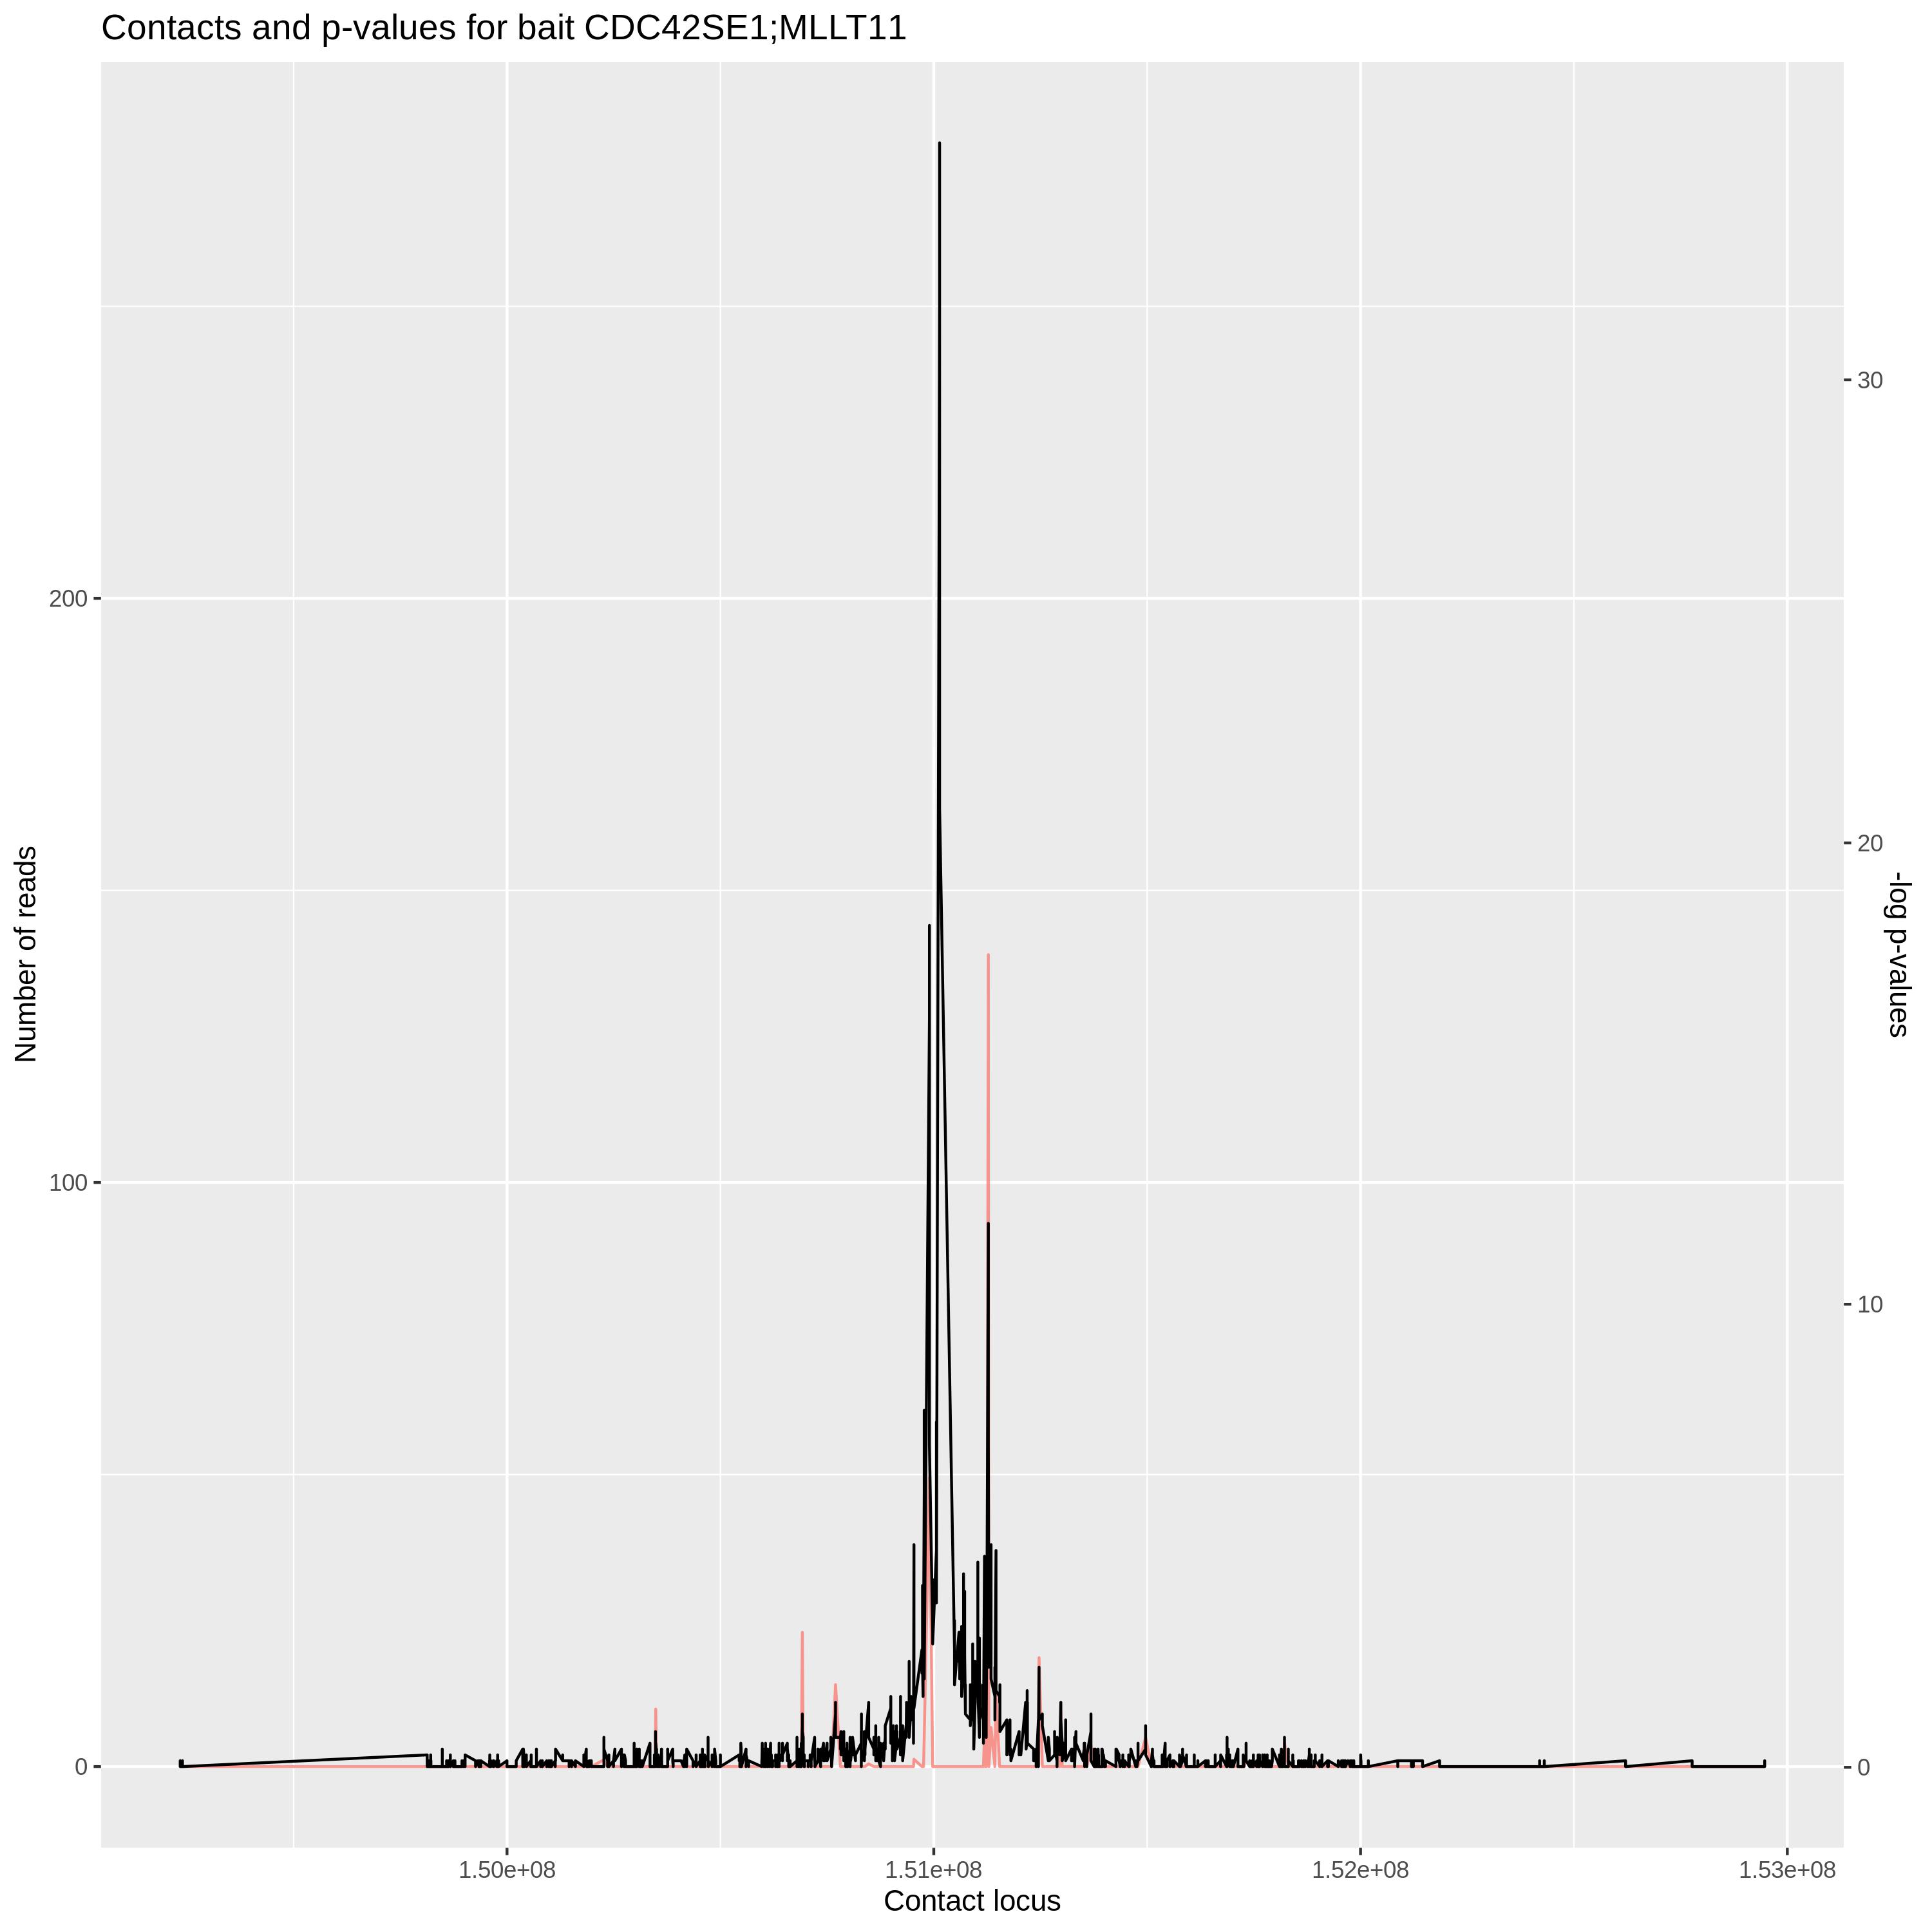 Contacts and p-values for bait CDC42SE1;MLLT11
Number of reads
200
100
0
30
20
10
0
-log p-values
1.50e+08
1.51e+08
1.52e+08
1.53e+08
Contact locus